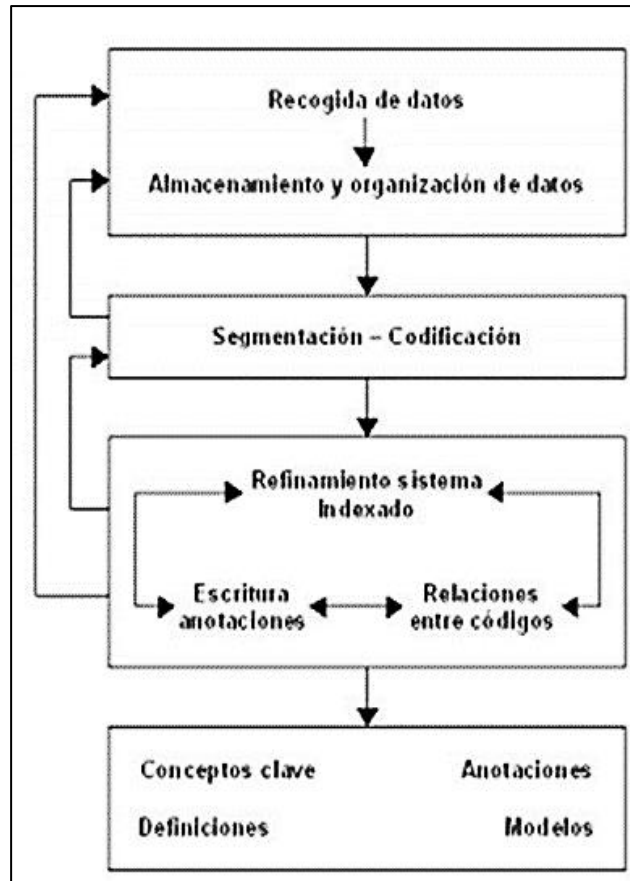 Recogida de datos
Almacenamiento y organización de datos
Segmentación – Codificación
Refinamiento sistema
Indexado
Escritura
anotaciones
Relaciones
entre códigos
Conceptos clave
Anotaciones
Definiciones
Modelos